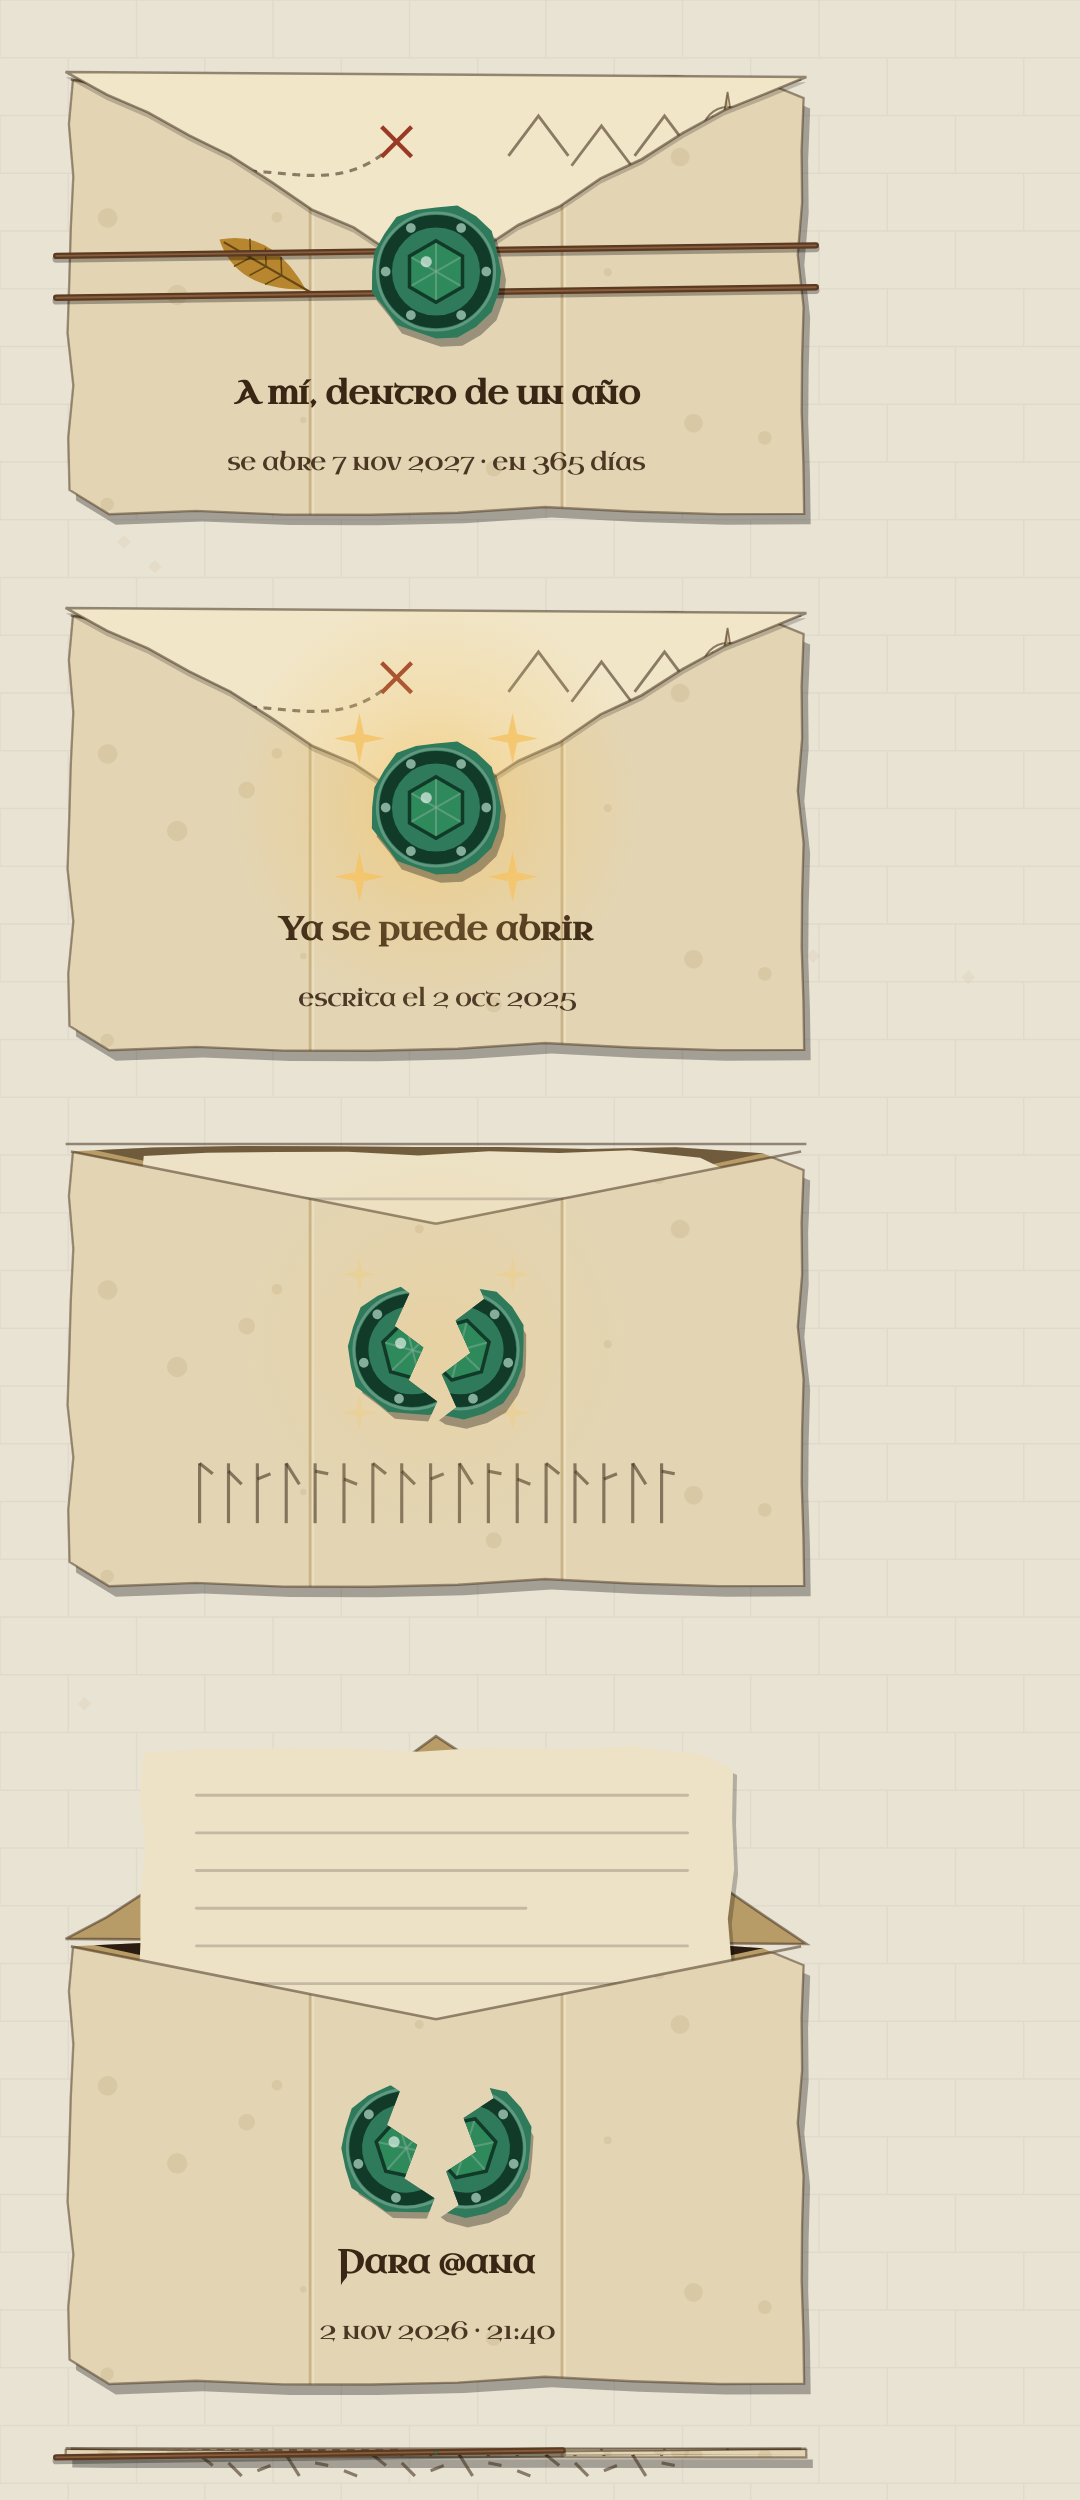 A mí, dentro de un año
se abre 7 nov 2027 · en 365 días
Ya se puede abrir
escrita el 2 oct 2025
Para @ana
2 nov 2026 · 21:40